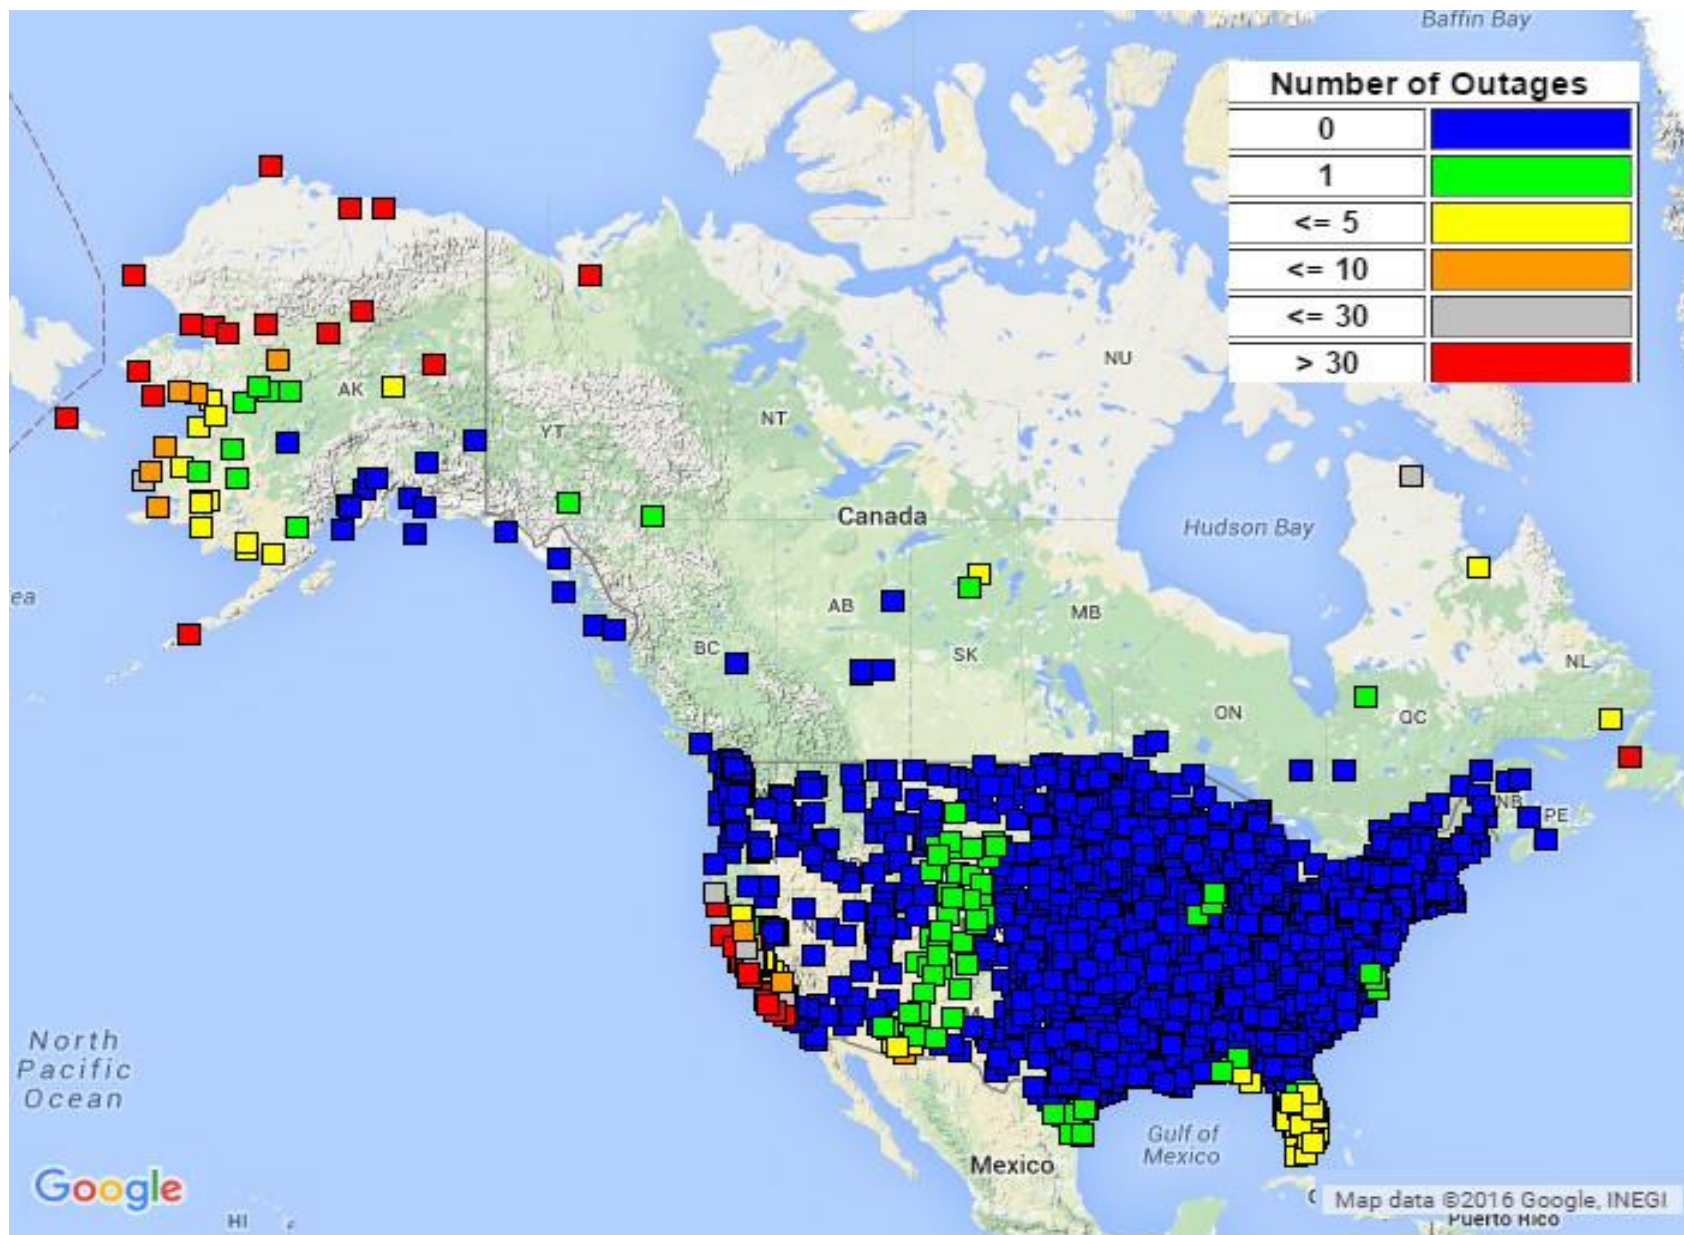 Baffin Bay
Number of Outages
0
1
<= 5
<= 10
<= 30
> 30
NU
AK
NT
YT
Canada
Hudson Bay
ea
AB
MB
BC
SK
NL
ON
QC
NB
PE
North
Pacific
Ocean
Gulf of
Mexico
Mexico
Google
Map data ©2016 Google, INEGI
HI
Puerto Rico